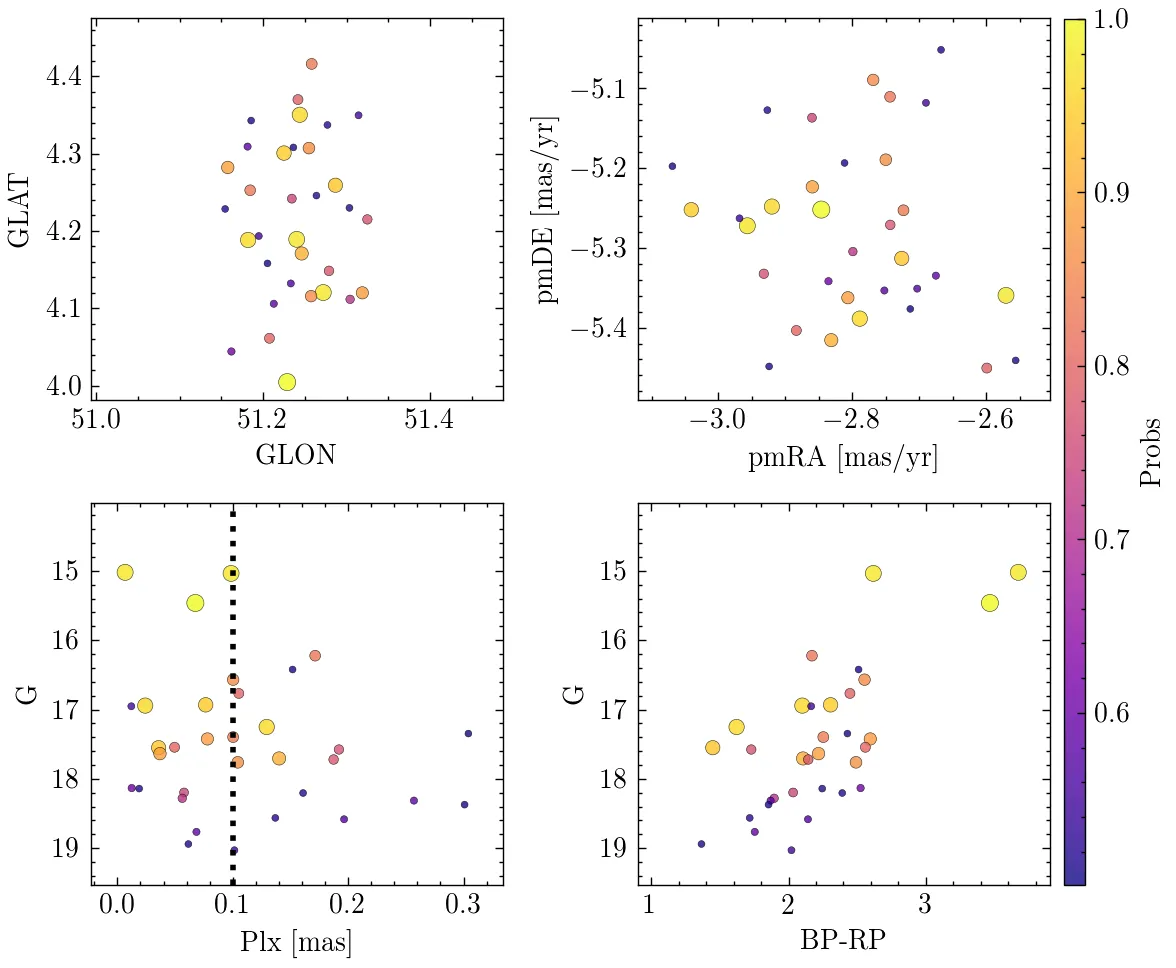 4.4
4.3
4.2
4.1
4.0
GLAT
51.0 51.2 51.4
GLON
−5.1
−5.2
−5.3
−5.4
pmDE [mas/yr]
−3.0 −2.8 −2.6
pmRA [mas/yr]
1.0
0.9
0.8
0.7
0.6
Probs
15
16
17
18
19
G
0.0 0.1 0.2 0.3
Plx [mas]
15
16
17
18
19
G
1 2 3
BP-RP